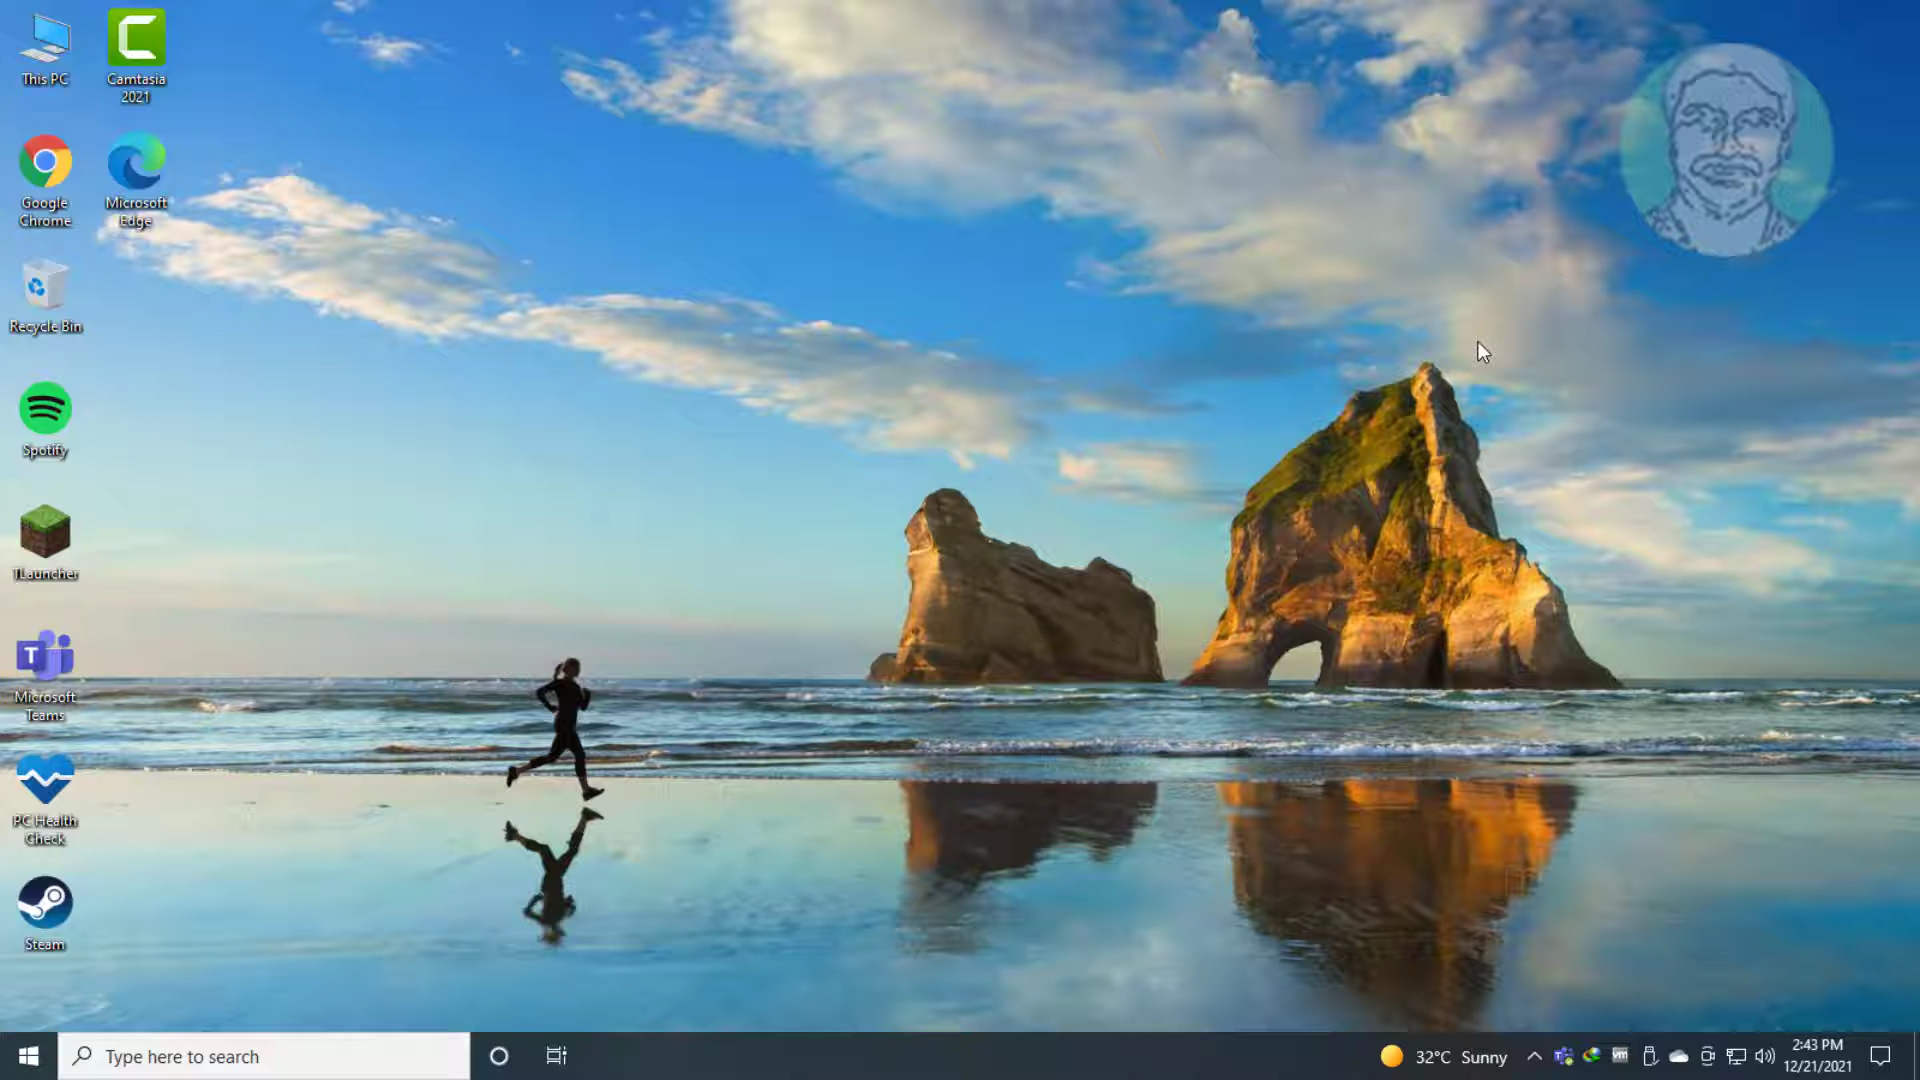 This PC
Camtasia
2021
Google
Chrome
Microsoft
Edge
Recycle Bin
Spotify
TLauncher
T
Microsoft
Teams
PC Health
Check
Steam
Type here to search
32°C Sunny
vm
2:43 PM
12/21/2021